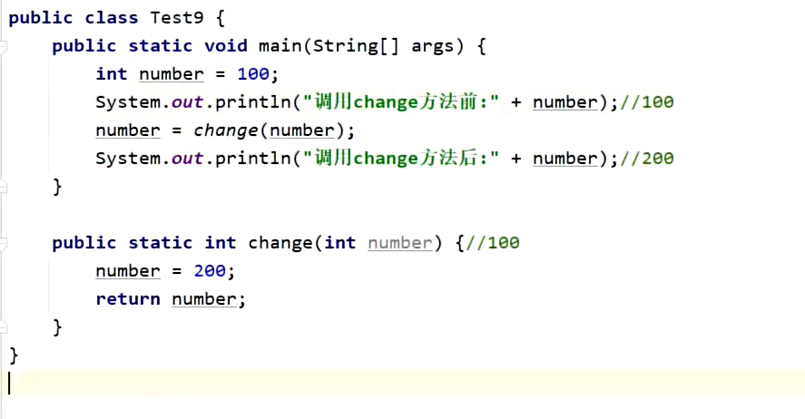 public class Test9 {
public static void main(String[] args) {
int number = 100;
System.out.println("调用change方法前:" + number);//100
number = change(number);
System.out.println("调用change方法后:" + number);//200
}
public static int change(int number) {//100
number = 200;
return number;
}
}